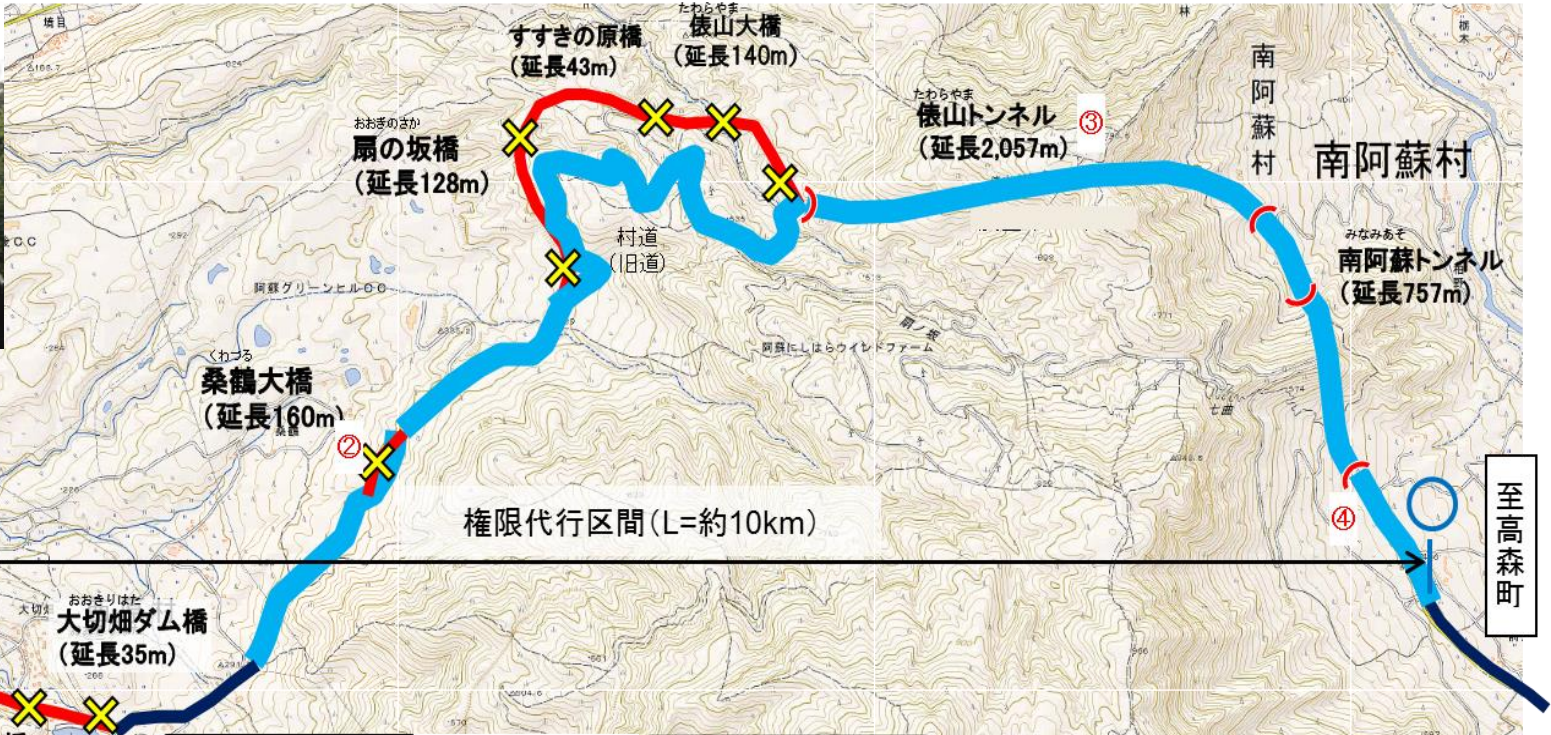 すすきの原橋
(延長43m)
たわらやま
俵山大橋
(延長140m)
おおぎのさか
扇の坂橋
(延長128m)
たわらやま
俵山トンネル
(延長2,057m)
③
南阿蘇村
南阿蘇村
みなみあそ
南阿蘇トンネル
(延長757m)
村道
(旧道)
阿蘇グリーンヒルCC
阿蘇にしはらウインドファーム
扇ノ坂
七曲
くわづる
桑鶴大橋
(延長160m)
桑鶴
②
権限代行区間(L=約10km)
④
至高森町
おおきりはた
大切畑ダム橋
(延長35m)